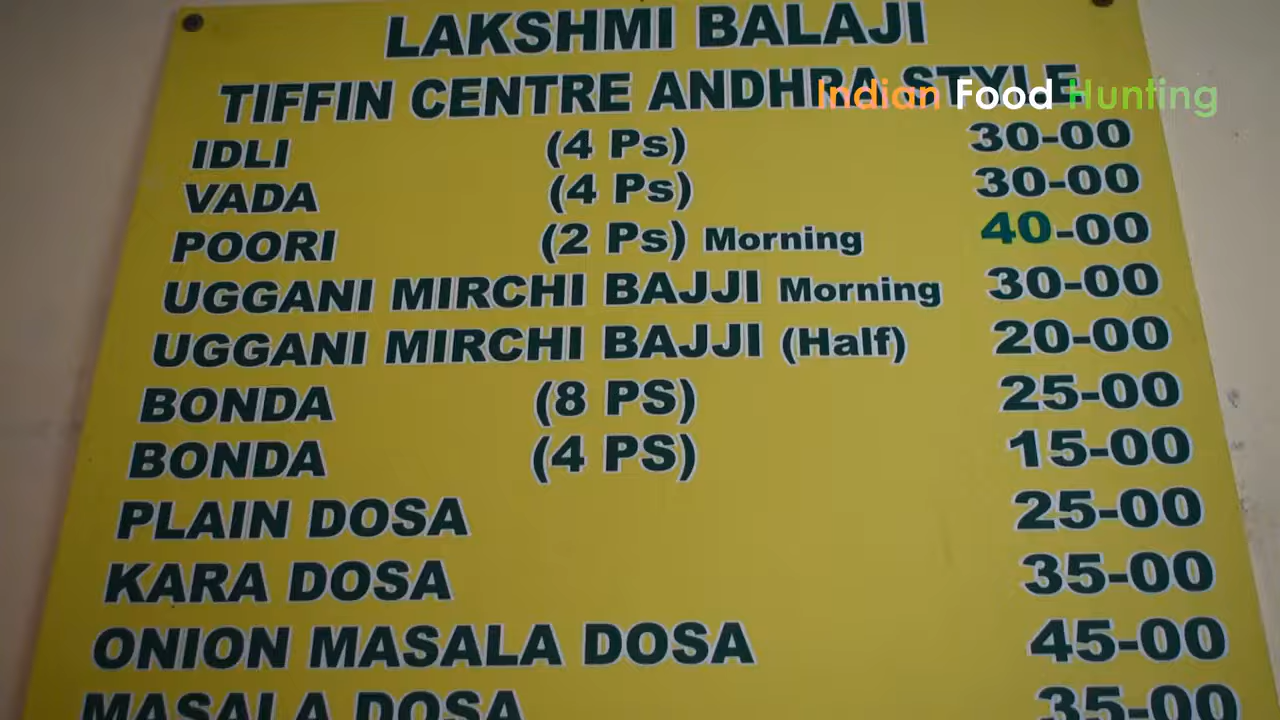 LAKSHMI BALAJI
TIFFIN CENTRE ANDHRA STYLE
Indian Food Hunting
IDLI (4 Ps) 30-00
VADA (4 Ps) 30-00
POORI (2 Ps) Morning 40-00
UGGANI MIRCHI BAJJI Morning 30-00
UGGANI MIRCHI BAJJI (Half) 20-00
BONDA (8 PS) 25-00
BONDA (4 PS) 15-00
PLAIN DOSA 25-00
KARA DOSA 35-00
ONION MASALA DOSA 45-00
MASALA DOSA 35-00